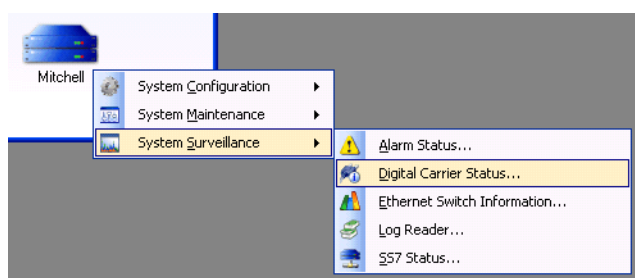 Mitchell
System Configuration
System Maintenance
System Surveillance
Alarm Status...
Digital Carrier Status...
Ethernet Switch Information...
Log Reader...
SS7 Status...